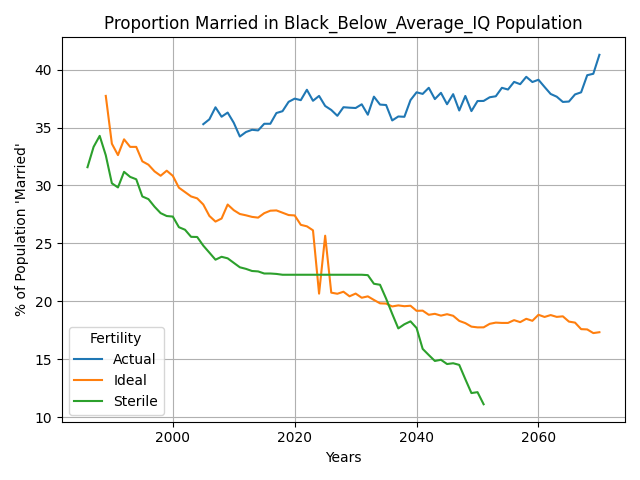 Proportion Married in Black_Below_Average_IQ Population
% of Population 'Married'
40
35
30
25
20
15
10
Fertility
Actual
Ideal
Sterile
2000
2020
2040
2060
Years